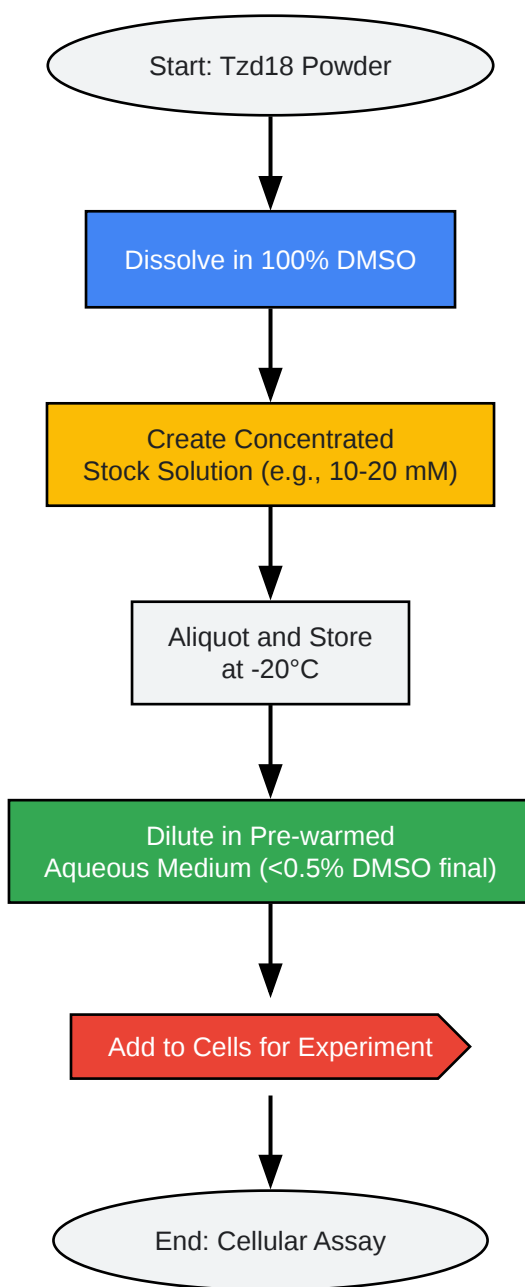 Start: Tzd18 Powder
Dissolve in 100% DMSO
Create Concentrated
Stock Solution (e.g., 10-20 mM)
Aliquot and Store
at -20°C
Dilute in Pre-warmed
Aqueous Medium (<0.5% DMSO final)
Add to Cells for Experiment
End: Cellular Assay